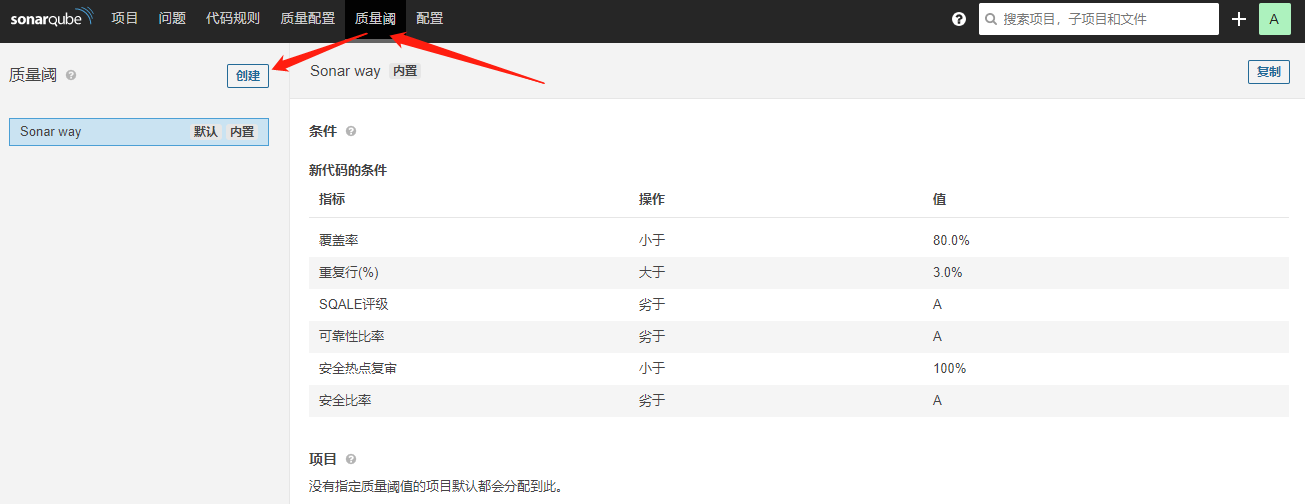 sonarqube 项目 问题 代码规则 质量配置 质量阈 配置 ? 搜索项目,子项目和文件 + A
质量阈 ? 创建
Sonar way 默认 内置
Sonar way 内置 复制
条件 ?
新代码的条件
指标 操作 值
覆盖率 小于 80.0%
重复行(%) 大于 3.0%
SQALE评级 劣于 A
可靠性比率 劣于 A
安全热点复审 小于 100%
安全比率 劣于 A
项目 ?
没有指定质量阈值的项目默认都会分配到此。